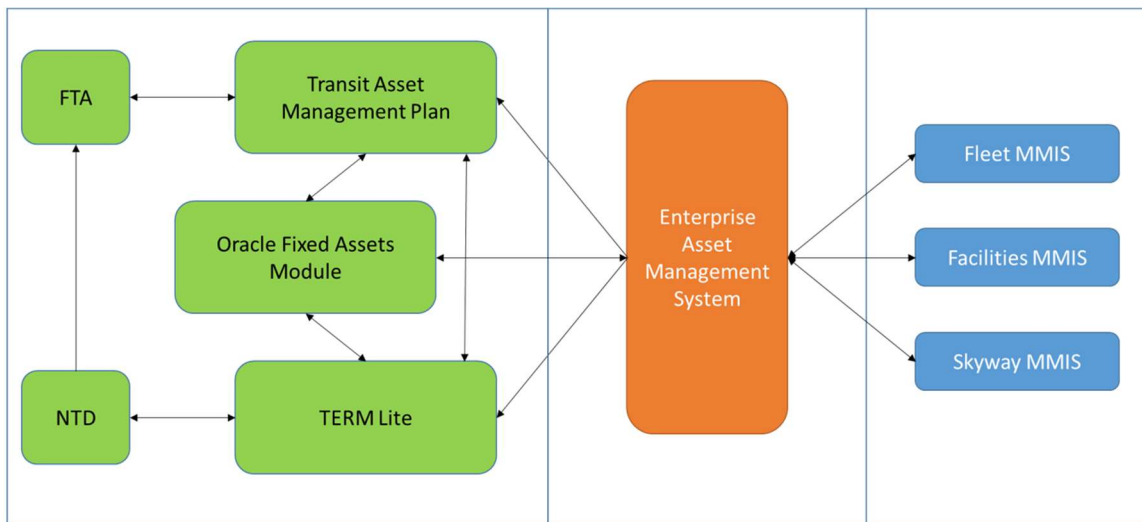 FTA
Transit Asset
Management Plan
Oracle Fixed Assets
Module
NTD
TERM Lite
Enterprise
Asset
Management
System
Fleet MMIS
Facilities MMIS
Skyway MMIS